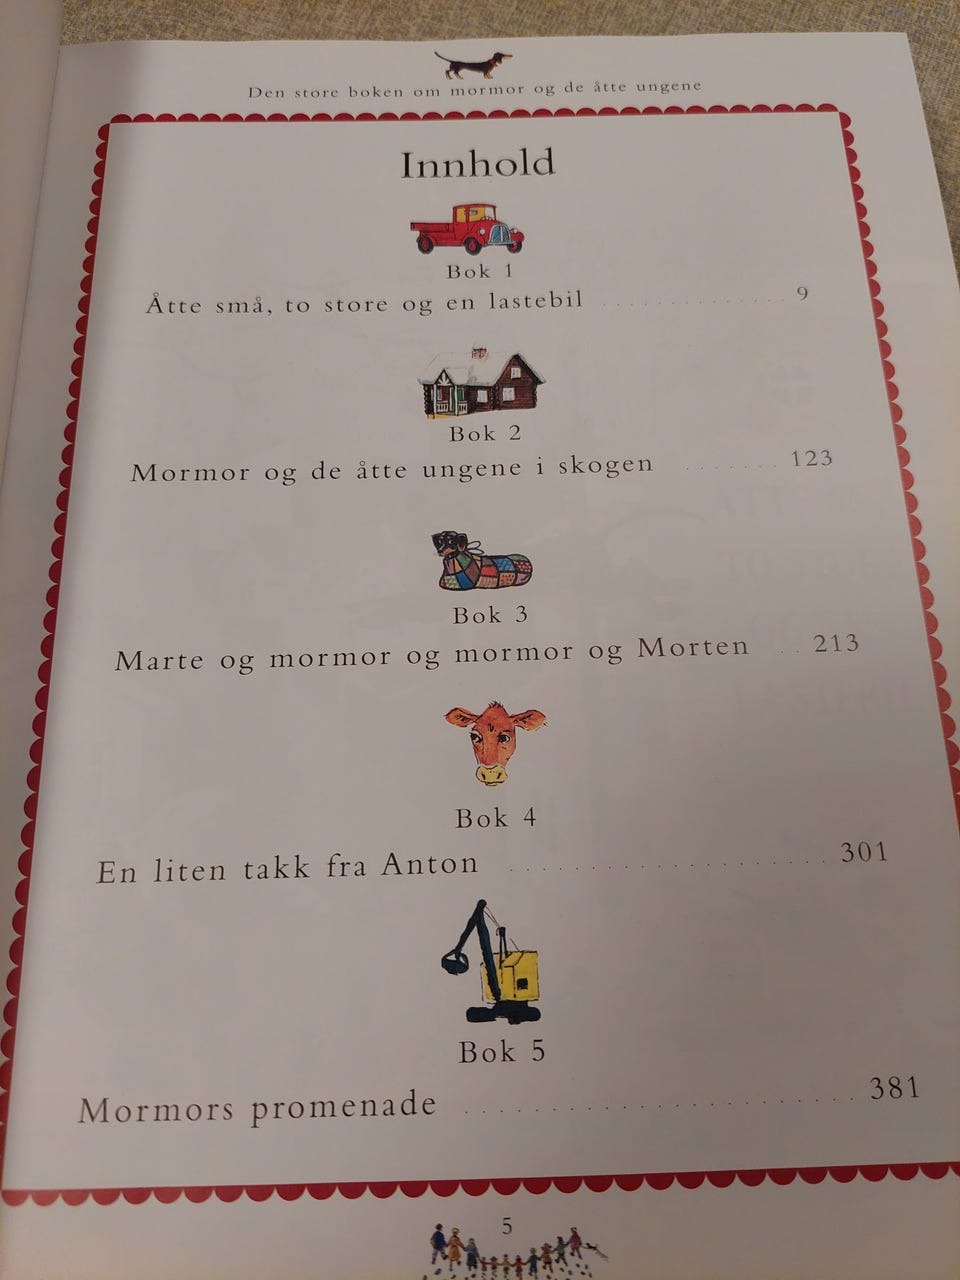 Den store boken om mormor og de åtte ungene
Innhold
Bok 1
Åtte små, to store og en lastebil . . . . . . . . . . . . . . 9
Bok 2
Mormor og de åtte ungene i skogen . . . . . . . 123
Bok 3
Marte og mormor og mormor og Morten . . 213
Bok 4
En liten takk fra Anton . . . . . . . . . . . . . . . . . . . . . 301
Bok 5
Mormors promenade . . . . . . . . . . . . . . . . . . . . . . 381
5